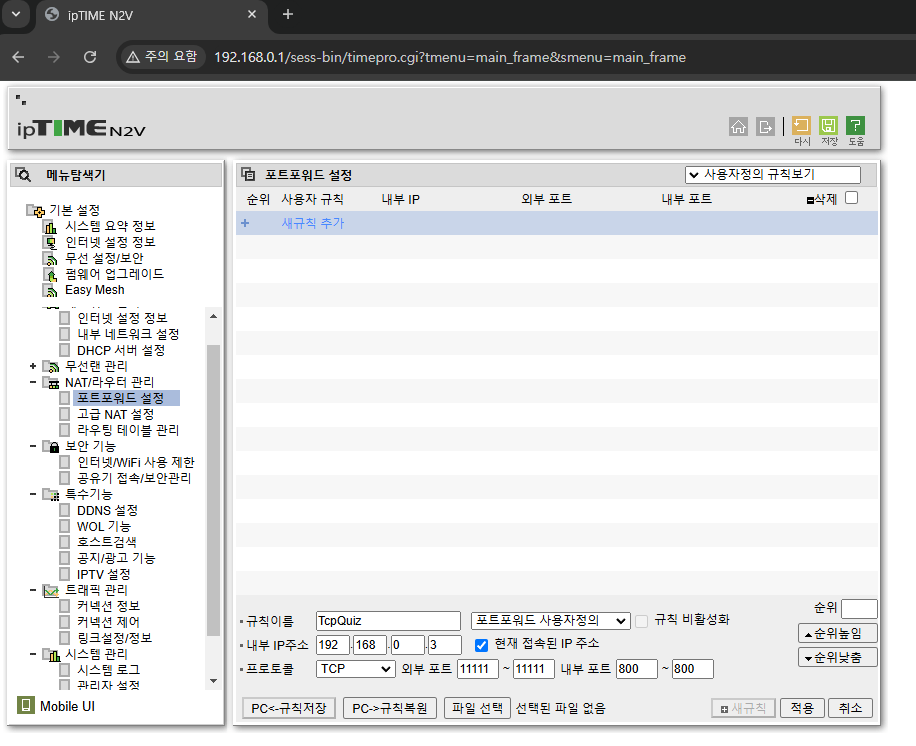 ipTIME N2V
주의 요함 192.168.0.1/sess-bin/timepro.cgi?tmenu=main_frame&smenu=main_frame
ipTIME N2V
다시 저장 도움
메뉴탐색기
기본 설정
시스템 요약 정보
인터넷 설정 정보
무선 설정/보안
펌웨어 업그레이드
Easy Mesh
인터넷 설정 정보
내부 네트워크 설정
DHCP 서버 설정
무선랜 관리
NAT/라우터 관리
포트포워드 설정
고급 NAT 설정
라우팅 테이블 관리
보안 기능
인터넷/WiFi 사용 제한
공유기 접속/보안관리
특수기능
DDNS 설정
WOL 기능
호스트검색
공지/광고 기능
IPTV 설정
트래픽 관리
커넥션 정보
커넥션 제어
링크설정/정보
시스템 관리
시스템 로그
관리자 설정
Mobile UI
포트포워드 설정 사용자정의 규칙보기
순위 사용자 규칙 내부 IP 외부 포트 내부 포트 삭제
+ 새규칙 추가
규칙이름 TcpQuiz 포트포워드 사용자정의 규칙 비활성화 순위
내부 IP주소 192 . 168 . 0 . 3 현재 접속된 IP 주소 순위높임
프로토콜 TCP 외부 포트 11111 ~ 11111 내부 포트 800 ~ 800 순위낮춤
PC<-규칙저장 PC->규칙복원 파일 선택 선택된 파일 없음 새규칙 적용 취소